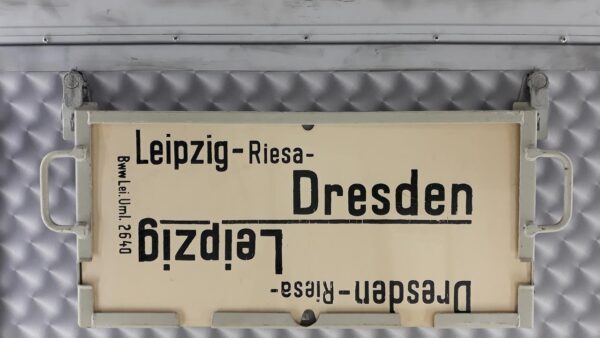 Leipzig-Riesa-
Dresden
Bww Lei. Uml. 2640
Dresden-Riesa-
Leipzig